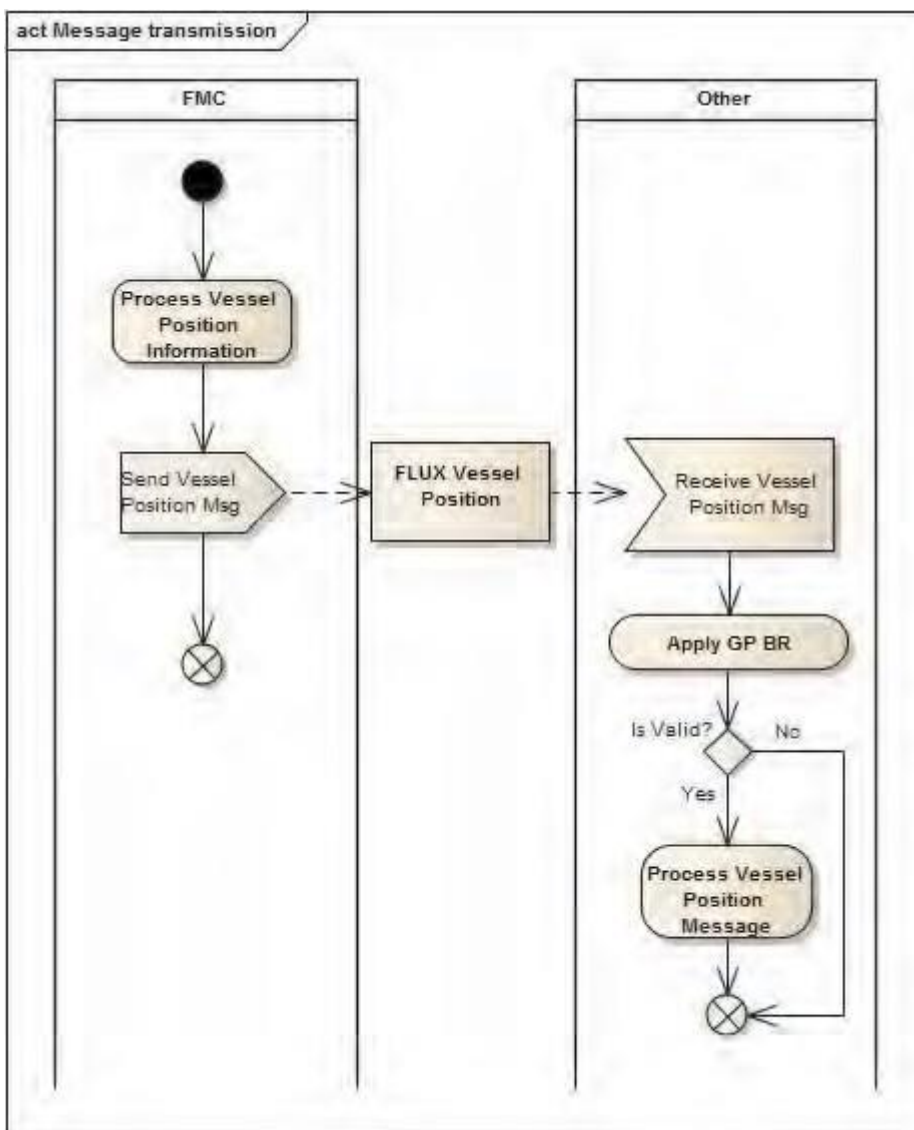 act Message transmission
FMC
Other
Process Vessel
Position
Information
Send Vessel
Position Msg
FLUX Vessel
Position
Receive Vessel
Position Msg
Apply GP BR
Is Valid?
No
Yes
Process Vessel
Position
Message